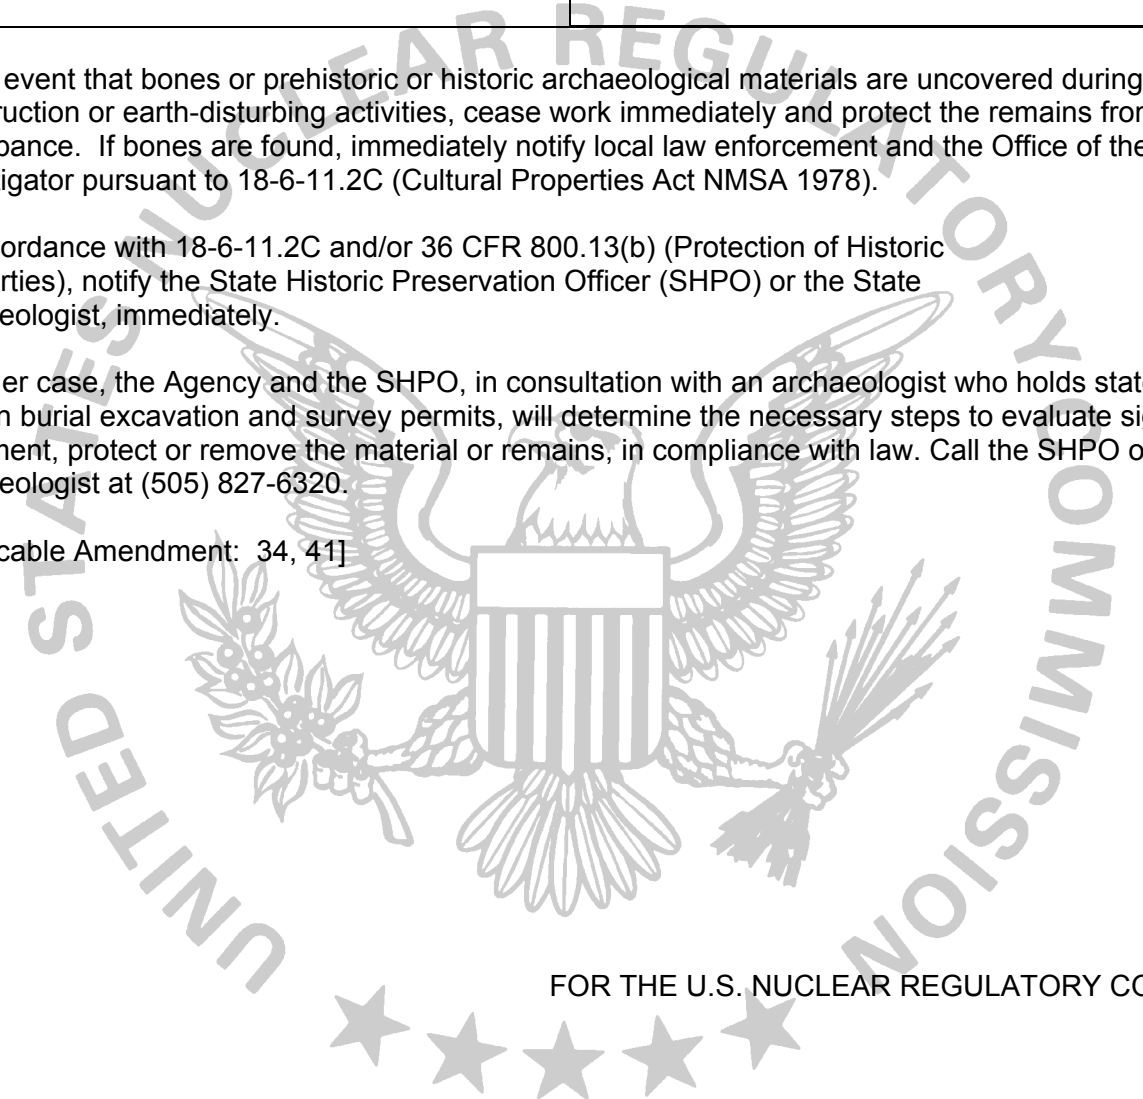 event that bones or prehistoric or historic archaeological materials are uncovered during
ruction or earth-disturbing activities, cease work immediately and protect the remains from
bance.  If bones are found, immediately notify local law enforcement and the Office of the
tigator pursuant to 18-6-11.2C (Cultural Properties Act NMSA 1978).
ordance with 18-6-11.2C and/or 36 CFR 800.13(b) (Protection of Historic
rties), notify the State Historic Preservation Officer (SHPO) or the State
eologist, immediately.
er case, the Agency and the SHPO, in consultation with an archaeologist who holds stat
n burial excavation and survey permits, will determine the necessary steps to evaluate si
ment, protect or remove the material or remains, in compliance with law. Call the SHPO o
eologist at (505) 827-6320.
cable Amendment:  34, 41]
FOR THE U.S. NUCLEAR REGULATORY CO
UNITED STATES NUCLEAR REGULATORY COMMISSION